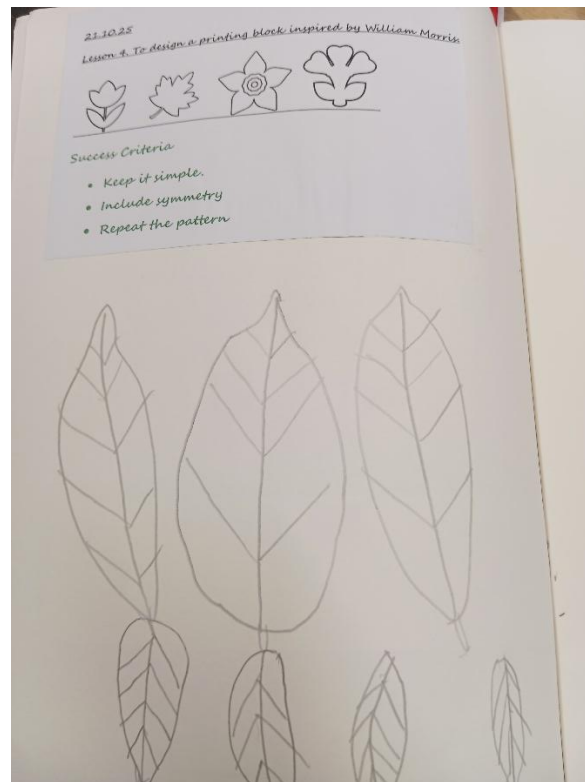 21.10.25
Lesson 4. To design a printing block inspired by William Morris.
Success Criteria
• Keep it simple.
• Include symmetry
• Repeat the pattern